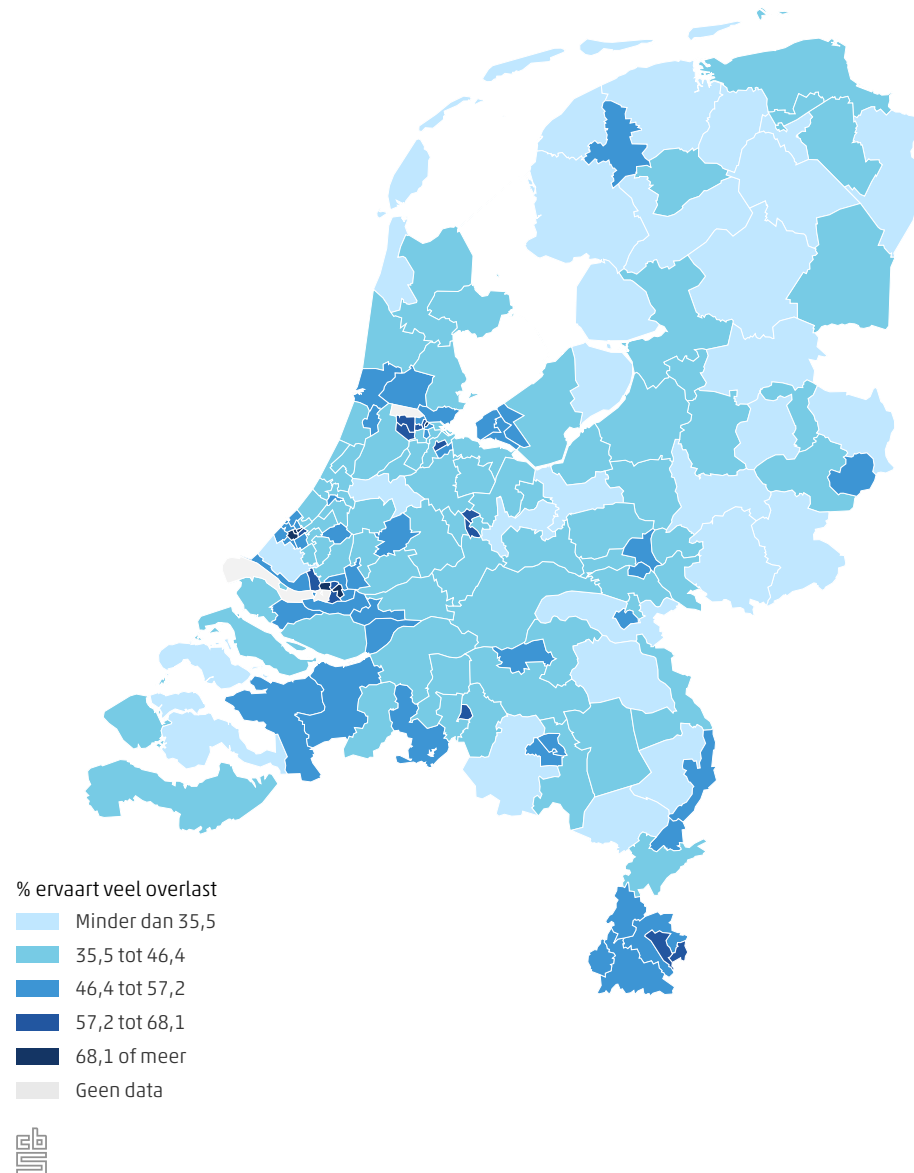 % ervaart veel overlast
Minder dan 35,5
35,5 tot 46,4
46,4 tot 57,2
57,2 tot 68,1
68,1 of meer
Geen data
cb